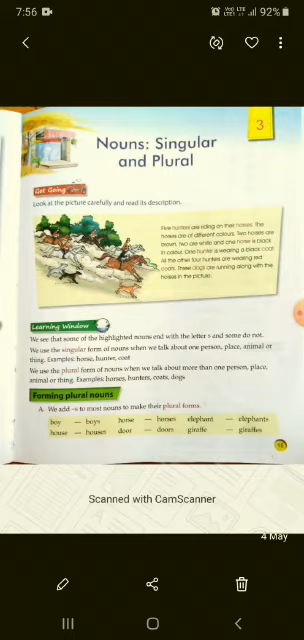 7:56
92%
3
Nouns: Singular
and Plural
Get Going
Look at the picture carefully and read its description.
Five hunters are riding on their horses. The
horses are of different colours. Two horses are
brown, two are white and one horse is black
in colour. One hunter is wearing a black coat.
All the other four hunters are wearing red
coats. Three dogs are running along with the
horses in the picture.
Learning Window
We see that some of the highlighted nouns end with the letter s and some do not.
We use the singular form of nouns when we talk about one person, place, animal or
thing. Examples: horse, hunter, coat
We use the plural form of nouns when we talk about more than one person, place,
animal or thing. Examples: horses, hunters, coats, dogs
Forming plural nouns
A. We add -s to most nouns to make their plural forms.
boy — boys horse — horses elephant — elephants
house — houses door — doors giraffe — giraffes
Scanned with CamScanner
4 May